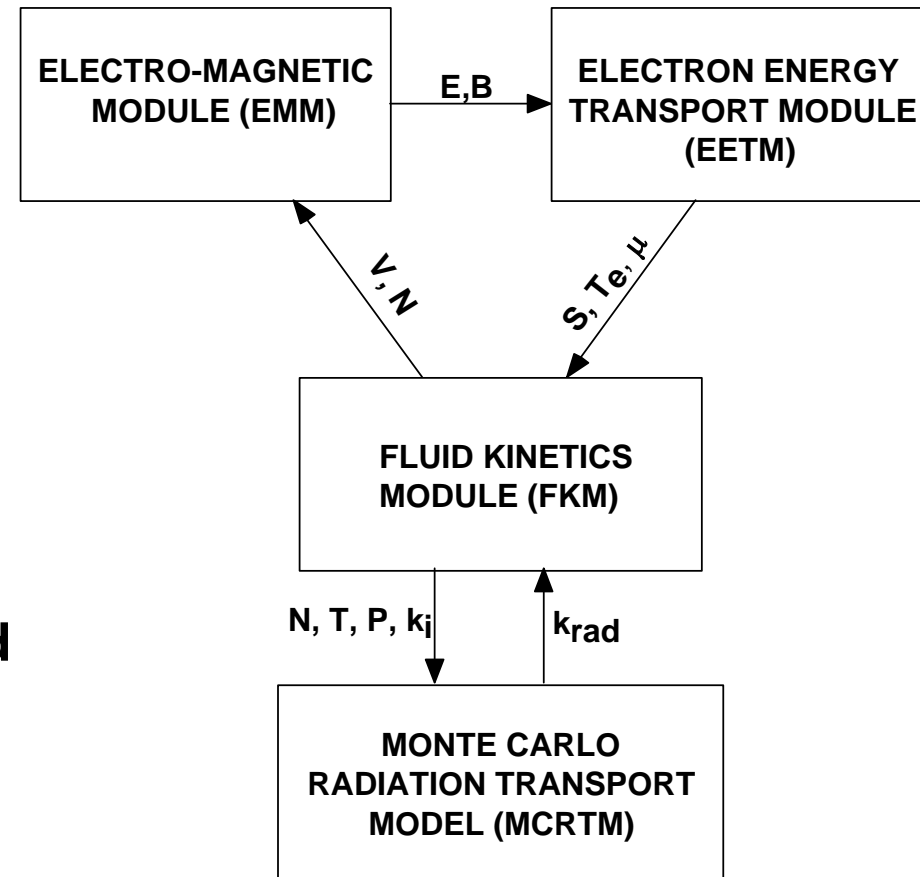 ELECTRO-MAGNETIC
MODULE (EMM)
E,B
ELECTRON ENERGY
TRANSPORT MODULE
(EETM)
V, N
S, Te, μ
FLUID KINETICS
MODULE (FKM)
N, T, P, ki
krad
d
MONTE CARLO
RADIATION TRANSPORT
MODEL (MCRTM)